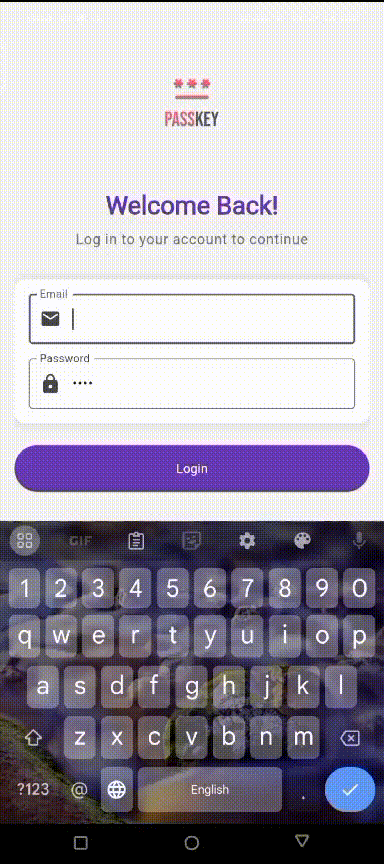 ***
PASSKEY
Welcome Back!
Log in to your account to continue
Email
Password
••••
Login
GIF
1 2 3 4 5 6 7 8 9 0
q w e r t y u i o p
a s d f g h j k l
z x c v b n m
?123 @ English .